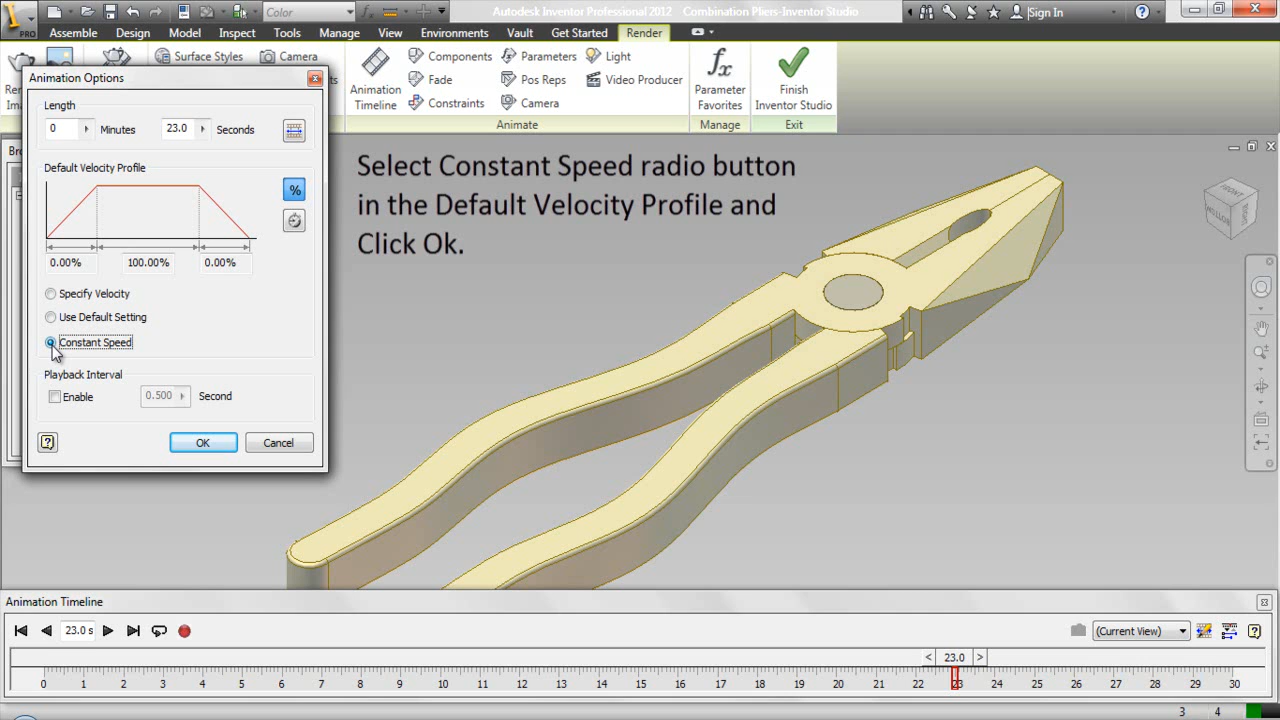 Autodesk Inventor Professional 2012 Combination Pliers-Inventor Studio
Color
Sign In
PRO
Assemble Design Model Inspect Tools Manage View Environments Vault Get Started Render
Surface Styles Camera
Animation Timeline
Components Parameters Light
Fade Pos Reps Video Producer
Constraints Camera
Animate
Parameter Favorites
Manage
Finish Inventor Studio
Exit
Animation Options
Length
0 Minutes 23.0 Seconds
Default Velocity Profile
%
0.00% 100.00% 0.00%
Specify Velocity
Use Default Setting
Constant Speed
Playback Interval
Enable 0.500 Second
OK Cancel
Select Constant Speed radio button
in the Default Velocity Profile and
Click Ok.
FRONT
Animation Timeline
23.0 s
(Current View)
< 23.0 >
0 1 2 3 4 5 6 7 8 9 10 11 12 13 14 15 16 17 18 19 20 21 22 23 24 25 26 27 28 29 30
3 4